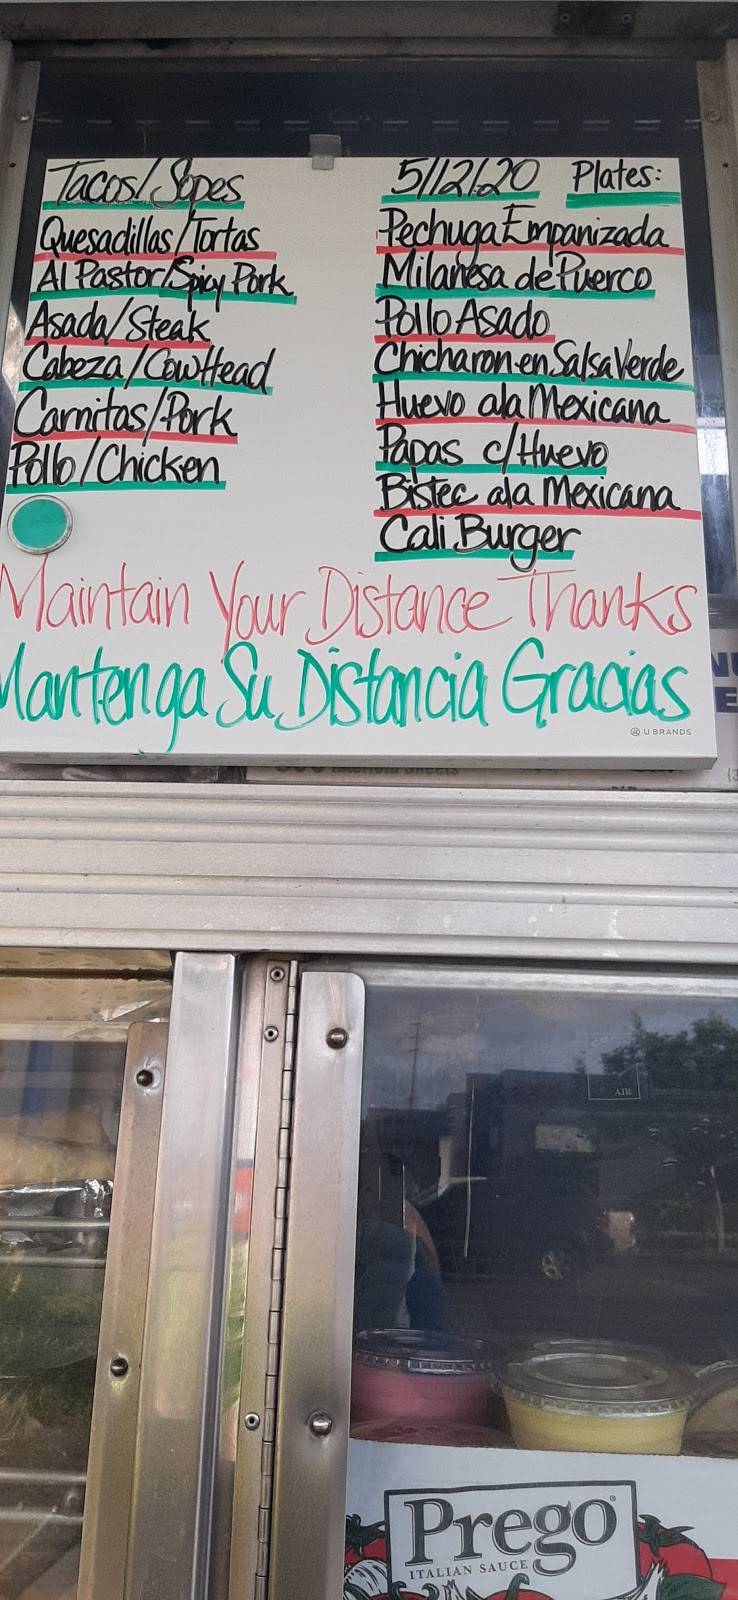 Tacos/Sopes
Quesadillas/Tortas
Al Pastor/Spicy Pork
Asada/Steak
Cabeza/CowHead
Carnitas/Pork
Pollo/Chicken
5/12/20 Plates:
Pechuga Empanizada
Milanesa de Puerco
Pollo Asado
Chicharon en Salsa Verde
Huevo ala Mexicana
Papas c/Huevo
Bistec ala Mexicana
Cali Burger
Maintain Your Distance Thanks
Mantenga Su Distancia Gracias
U BRANDS
Prego
ITALIAN SAUCE